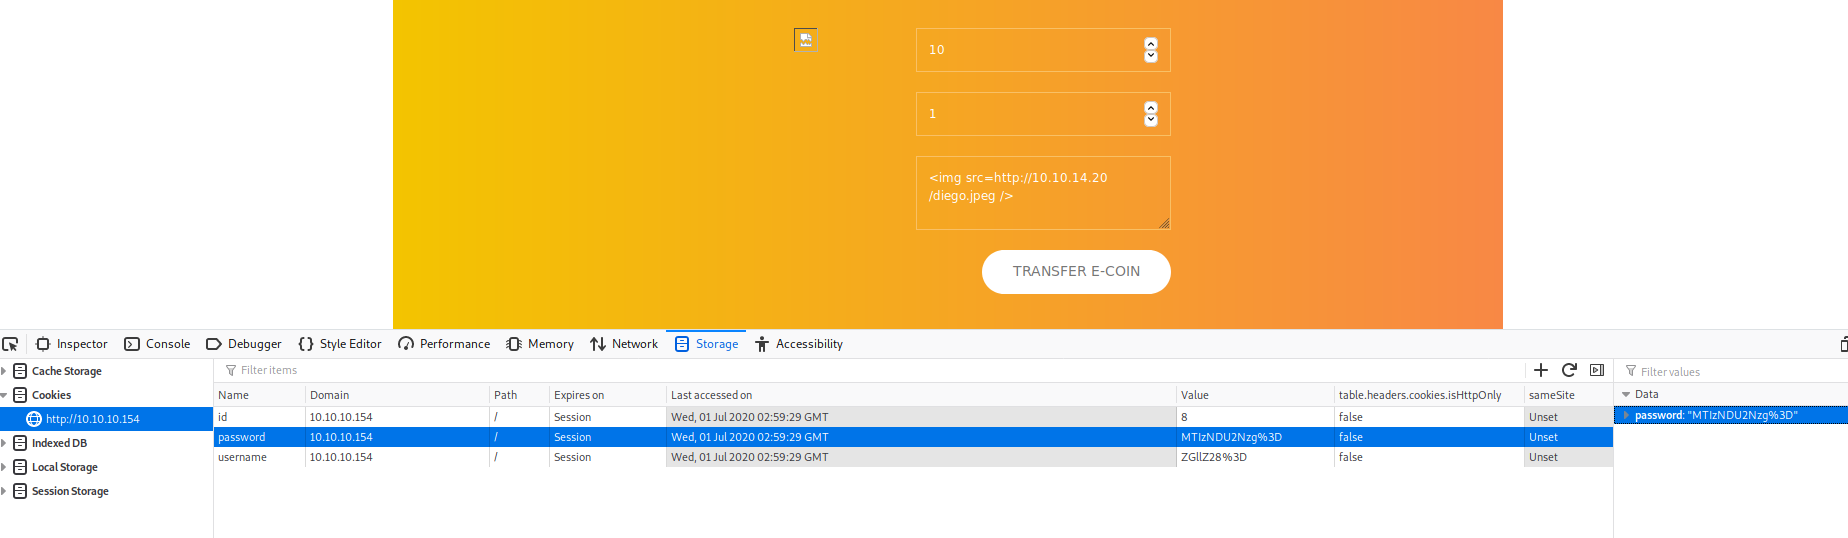 10
1
<img src=http://10.10.14.20
/diego.jpeg />
TRANSFER E-COIN
Inspector Console Debugger Style Editor Performance Memory Network Storage Accessibility
Cache Storage
Cookies
http://10.10.10.154
Indexed DB
Local Storage
Session Storage
Filter items
Name Domain Path Expires on Last accessed on Value table.headers.cookies.isHttpOnly sameSite
id 10.10.10.154 / Session Wed, 01 Jul 2020 02:59:29 GMT 8 false Unset
password 10.10.10.154 / Session Wed, 01 Jul 2020 02:59:29 GMT MTIzNDU2Nzg%3D false Unset
username 10.10.10.154 / Session Wed, 01 Jul 2020 02:59:29 GMT ZGllZ28%3D false Unset
Filter values
Data
password: "MTIzNDU2Nzg%3D"